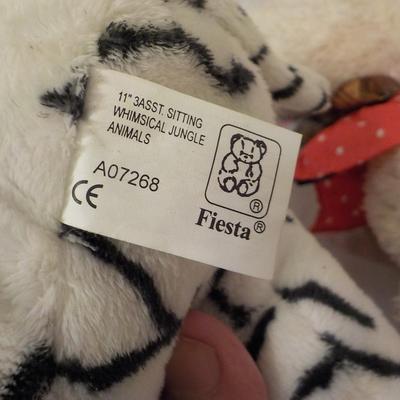 11" 3ASST. SITTING
WHIMSICAL JUNGLE
ANIMALS
A07268
CE
®
Fiesta®